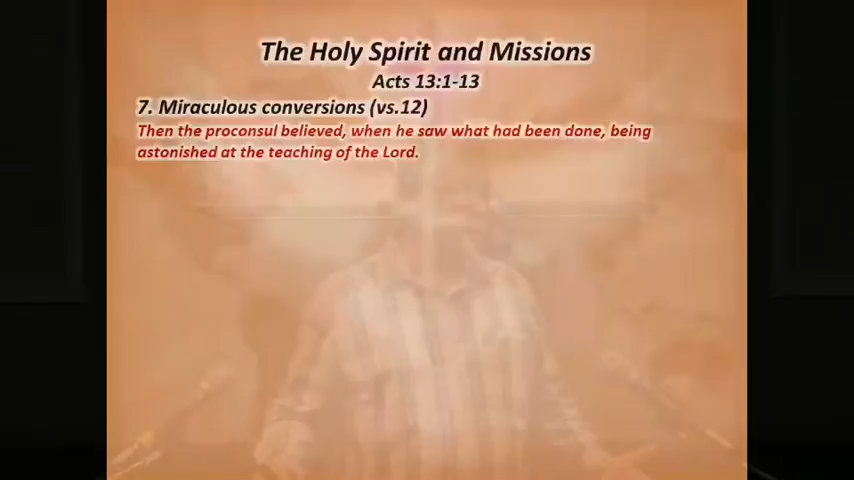 The Holy Spirit and Missions
Acts 13:1-13
7. Miraculous conversions (vs.12)
Then the proconsul believed, when he saw what had been done, being
astonished at the teaching of the Lord.